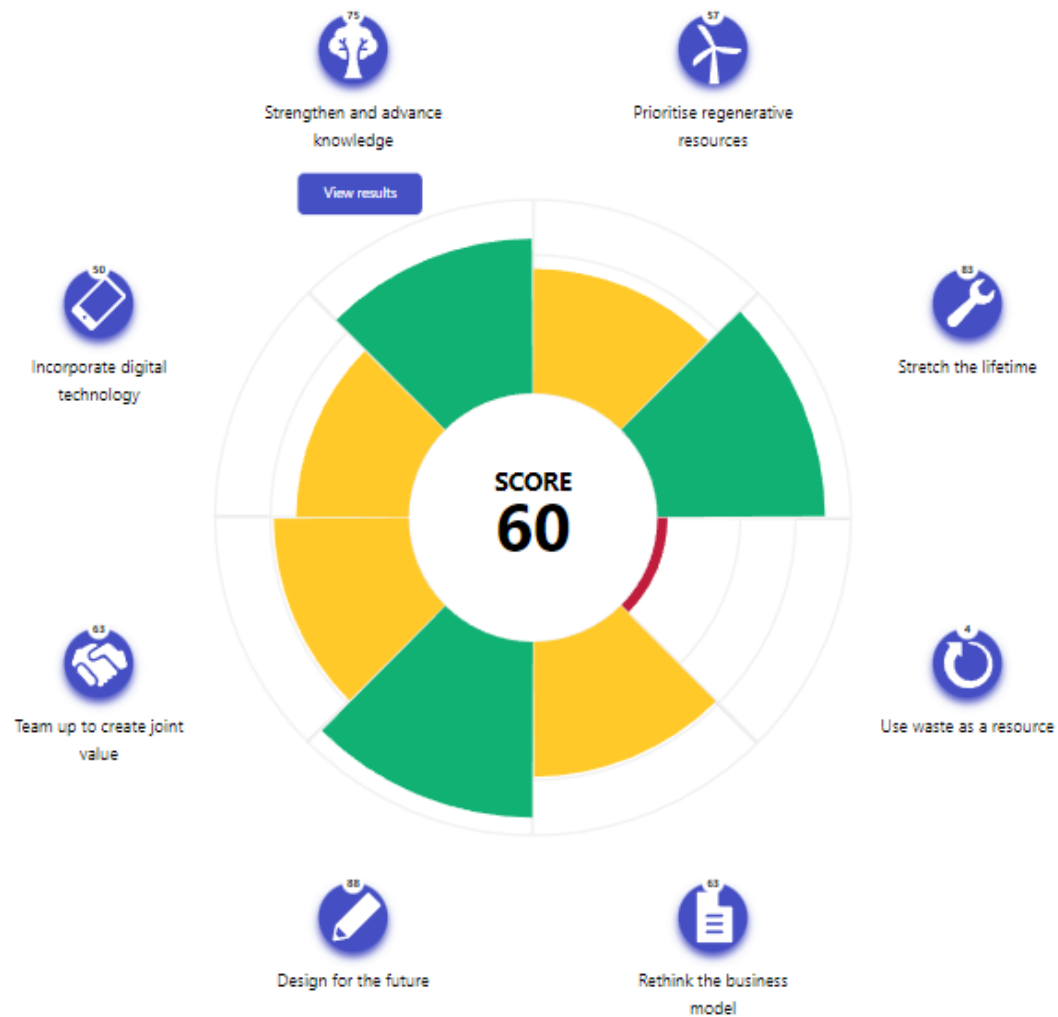 75
57
Strengthen and advance
knowledge
Prioritise regenerative
resources
View results
50
83
Incorporate digital
technology
Stretch the lifetime
SCORE
60
63
4
Team up to create joint
value
Use waste as a resource
88
63
Design for the future
Rethink the business
model